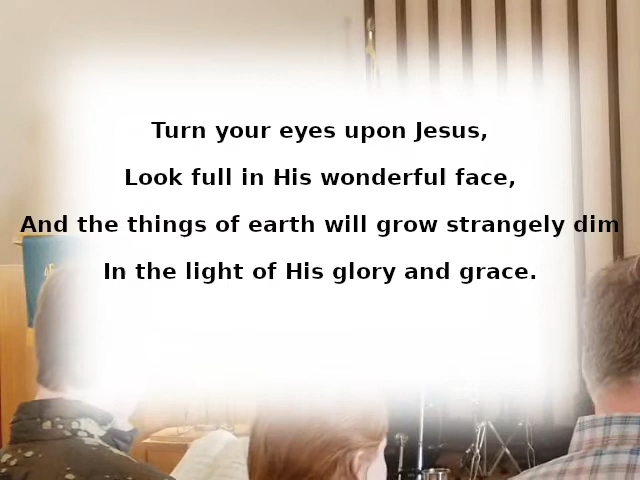 Turn your eyes upon Jesus,
Look full in His wonderful face,
And the things of earth will grow strangely dim
In the light of His glory and grace.